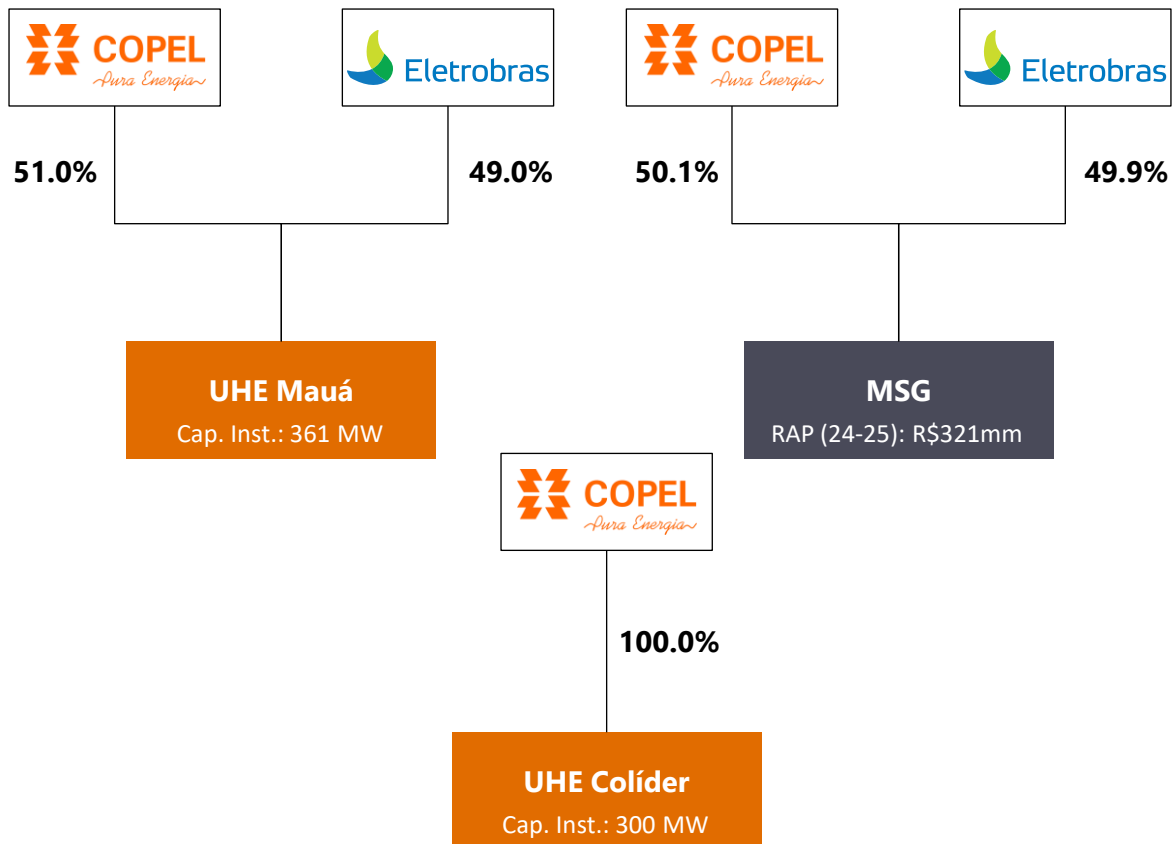 COPEL
Pura Energia
Eletrobras
COPEL
Pura Energia
Eletrobras
51.0%
49.0%
50.1%
49.9%
UHE Mauá
Cap. Inst.: 361 MW
MSG
RAP (24-25): R$321mm
COPEL
Pura Energia
100.0%
UHE Colíder
Cap. Inst.: 300 MW